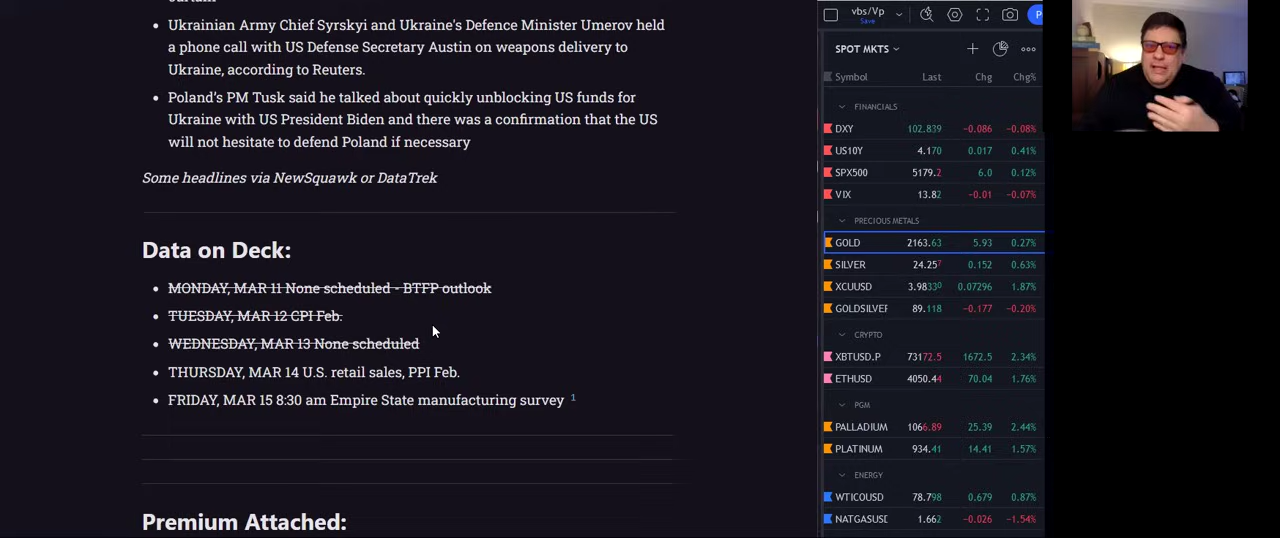 Ukrainian Army Chief Syrskyi and Ukraine's Defence Minister Umerov held
a phone call with US Defense Secretary Austin on weapons delivery to
Ukraine, according to Reuters.
Poland's PM Tusk said he talked about quickly unblocking US funds for
Ukraine with US President Biden and there was a confirmation that the US
will not hesitate to defend Poland if necessary
Some headlines via NewSquawk or DataTrek
Data on Deck:
MONDAY, MAR 11 None scheduled - BTFP outlook
TUESDAY, MAR 12 CPI Feb.
WEDNESDAY, MAR 13 None scheduled
THURSDAY, MAR 14 U.S. retail sales, PPI Feb.
FRIDAY, MAR 15 8:30 am Empire State manufacturing survey 1
Premium Attached:
vbs/Vp
Save
SPOT MKTS
Symbol Last Chg Chg%
FINANCIALS
DXY 102.839 −0.086 −0.08%
US10Y 4.170 0.017 0.41%
SPX500 5179.2 6.0 0.12%
VIX 13.82 −0.01 −0.07%
PRECIOUS METALS
GOLD 2163.63 5.93 0.27%
SILVER 24.257 0.152 0.63%
XCUUSD 3.98330 0.07296 1.87%
GOLDSILVER 89.118 −0.177 −0.20%
CRYPTO
XBTUSD.P 73172.5 1672.5 2.34%
ETHUSD 4050.44 70.04 1.76%
PGM
PALLADIUM 1066.89 25.39 2.44%
PLATINUM 934.41 14.41 1.57%
ENERGY
WTICOUSD 78.798 0.679 0.87%
NATGASUSD 1.662 −0.026 −1.54%